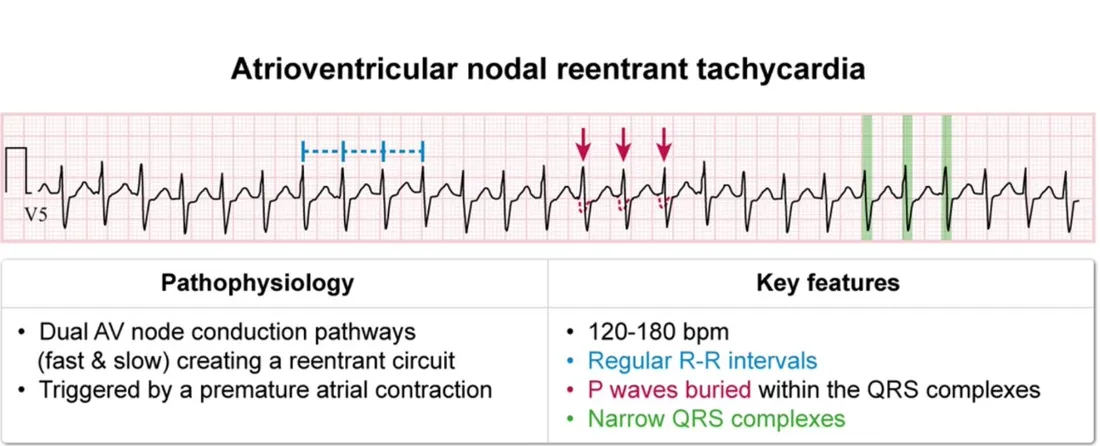 Atrioventricular nodal reentrant tachycardia
V5
Pathophysiology
• Dual AV node conduction pathways
(fast & slow) creating a reentrant circuit
• Triggered by a premature atrial contraction
Key features
• 120-180 bpm
• Regular R-R intervals
• P waves buried within the QRS complexes
• Narrow QRS complexes